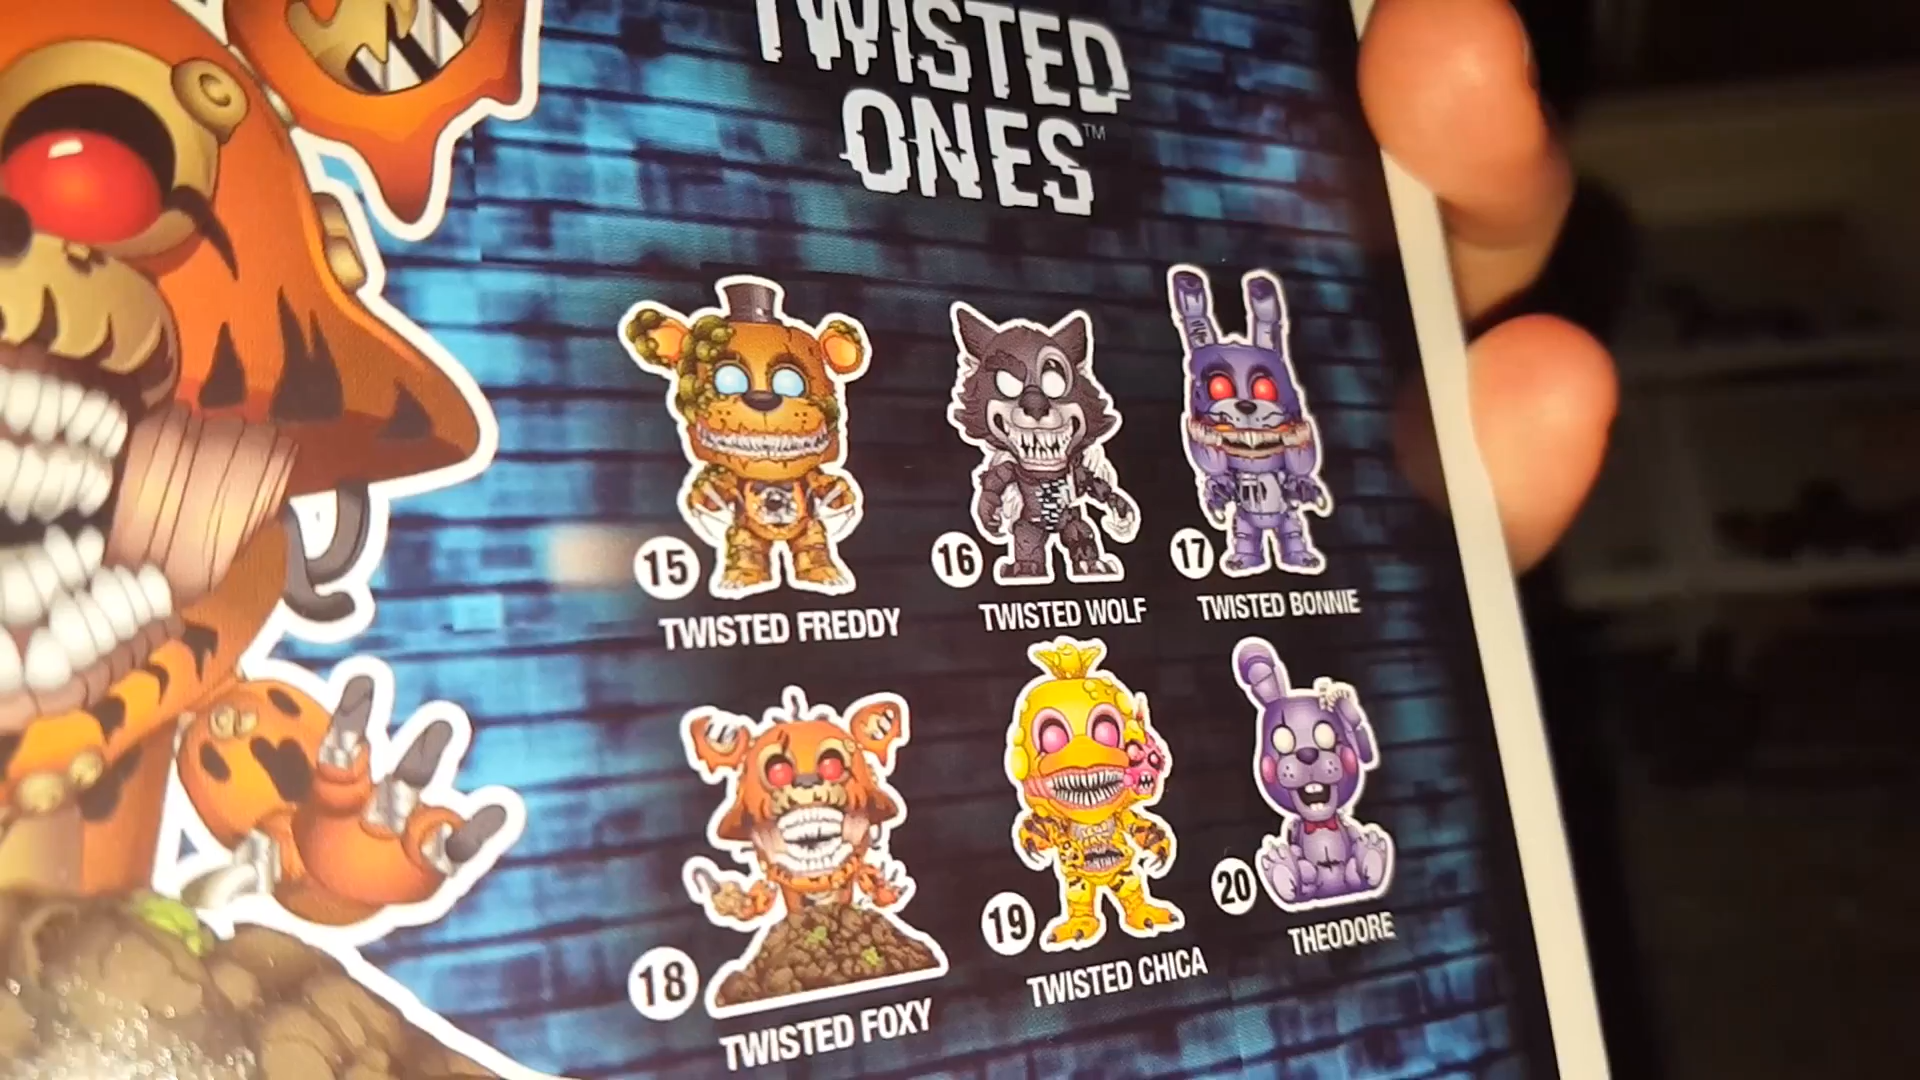 TWISTED
ONES™
15
TWISTED FREDDY
16
TWISTED WOLF
17
TWISTED BONNIE
18
TWISTED FOXY
19
TWISTED CHICA
20
THEODORE